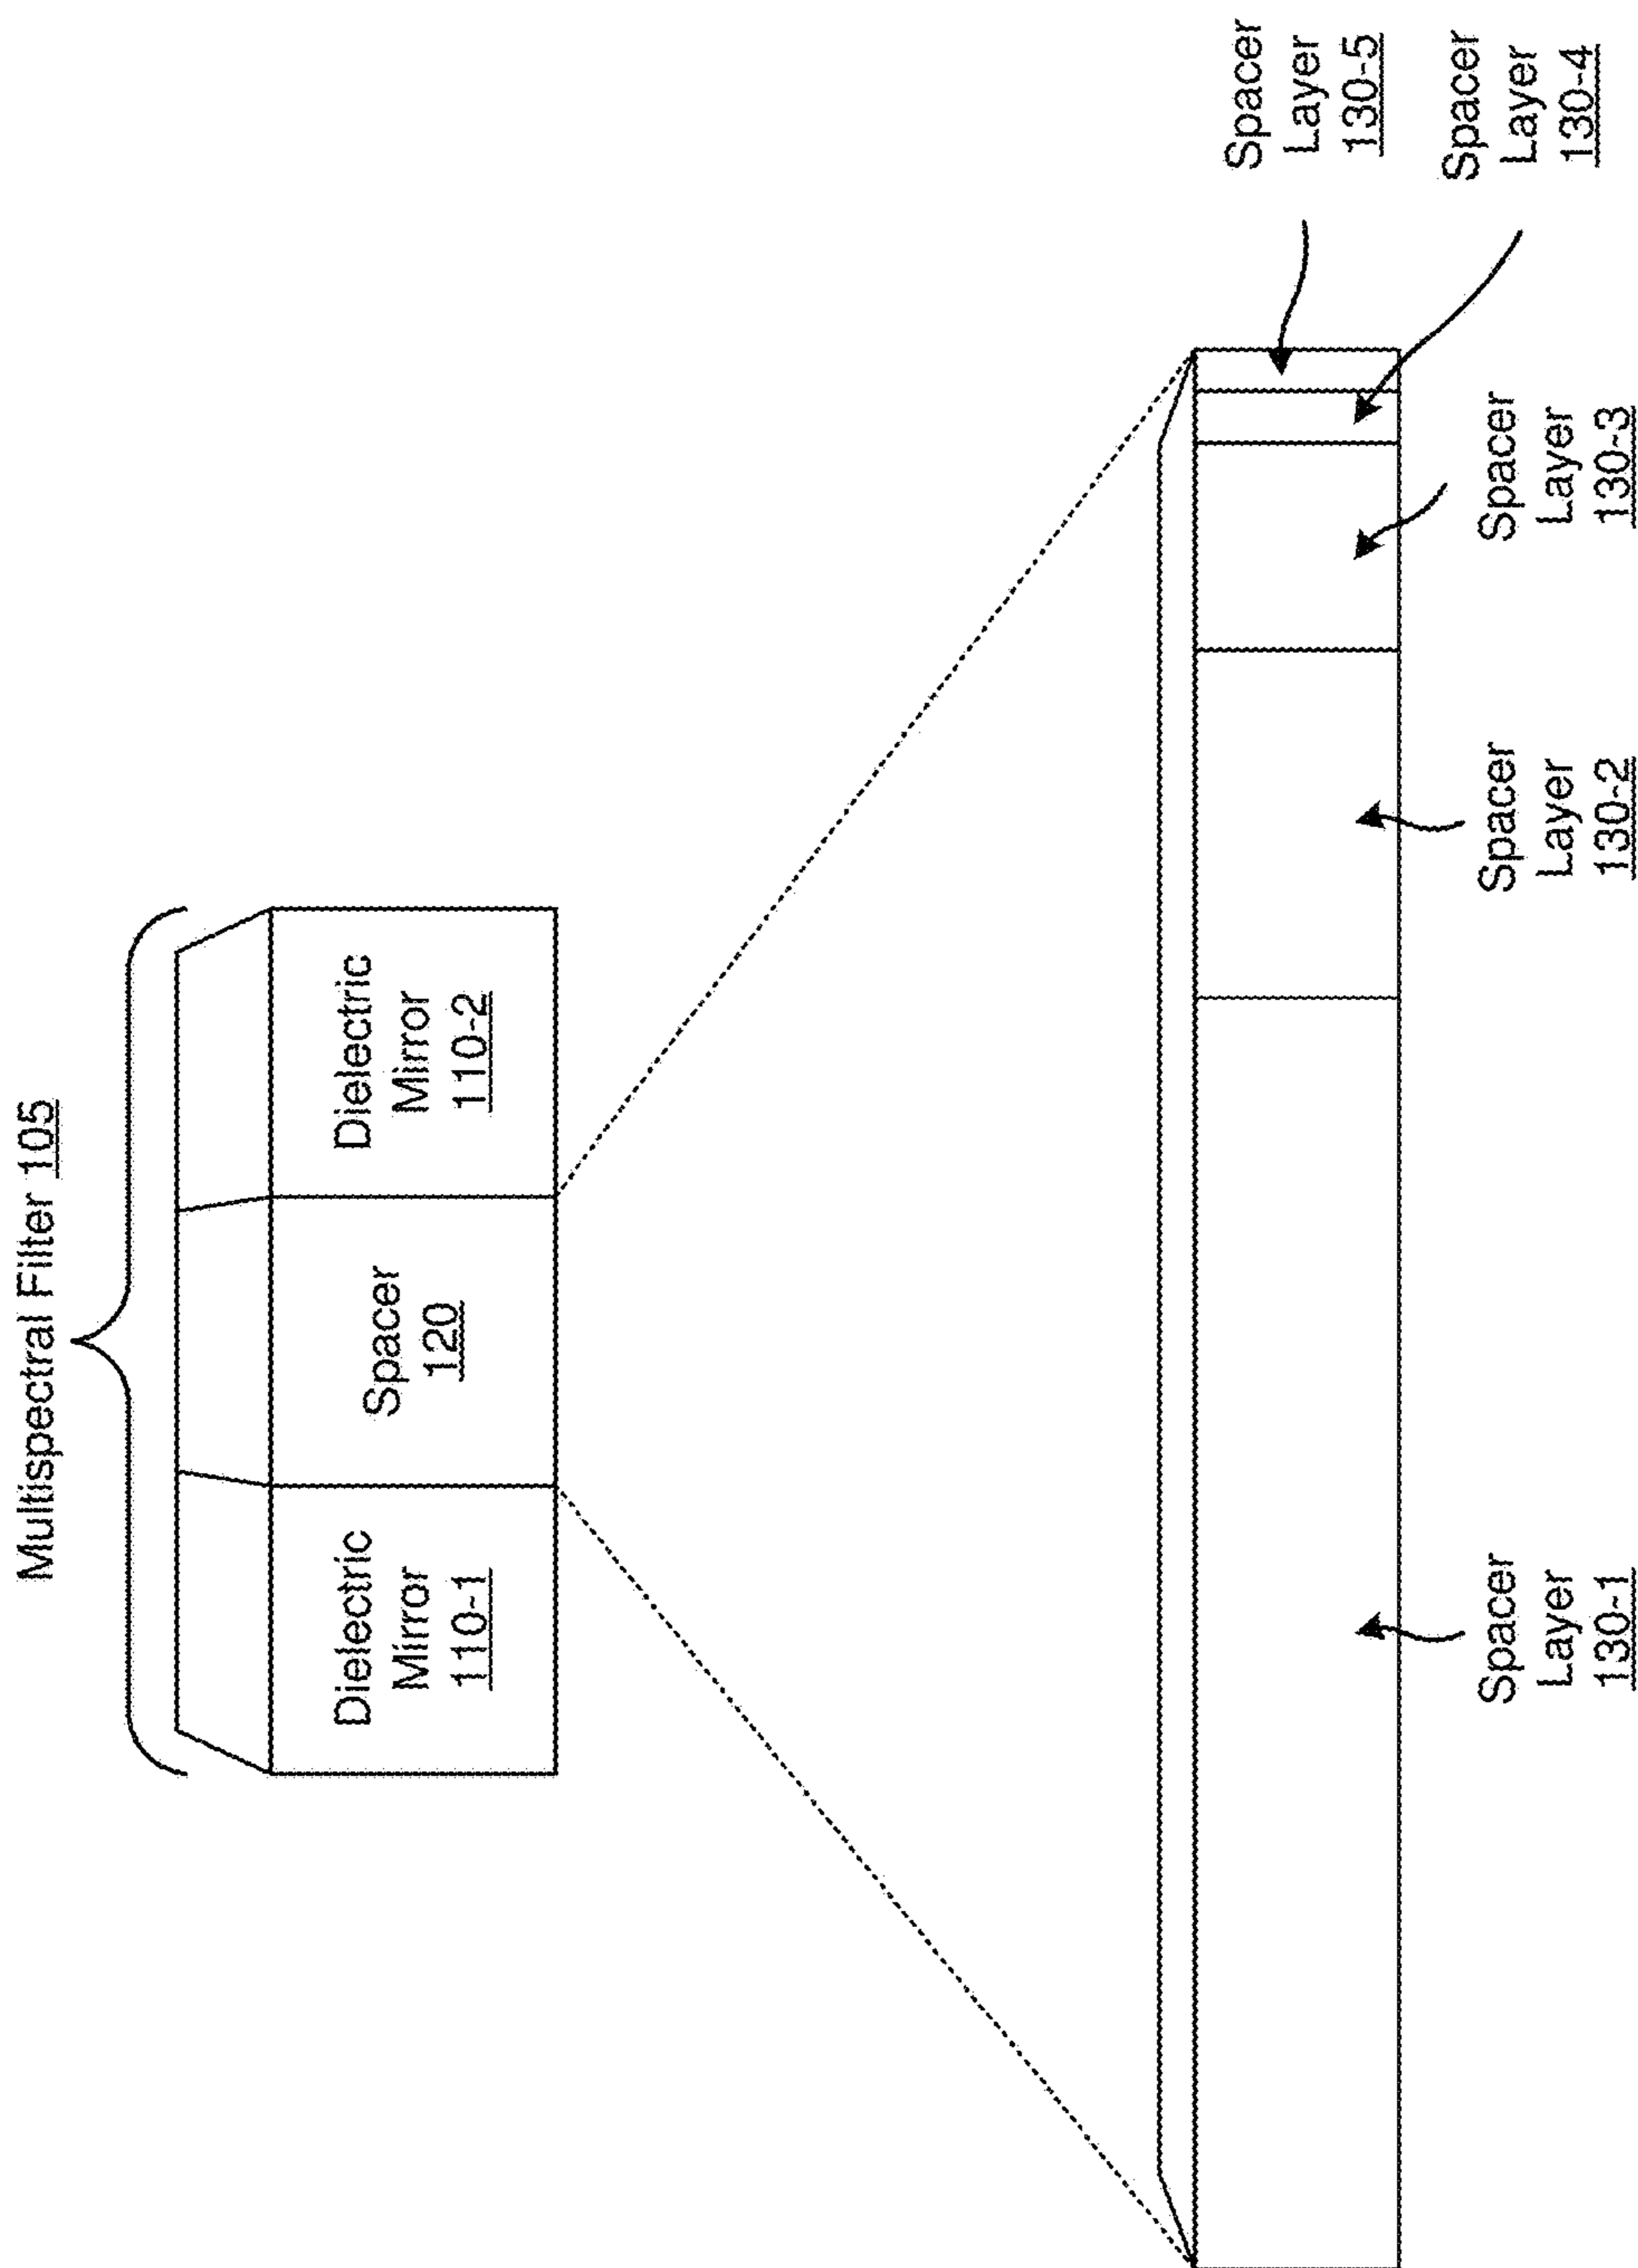 Multispectral Filter 105
Dielectric
Mirror
110-1
Spacer
120
Dielectric
Mirror
110-2
Spacer
Layer
130-1
Spacer
Layer
130-2
Spacer
Layer
130-3
Spacer
Layer
130-4
Spacer
Layer
130-5